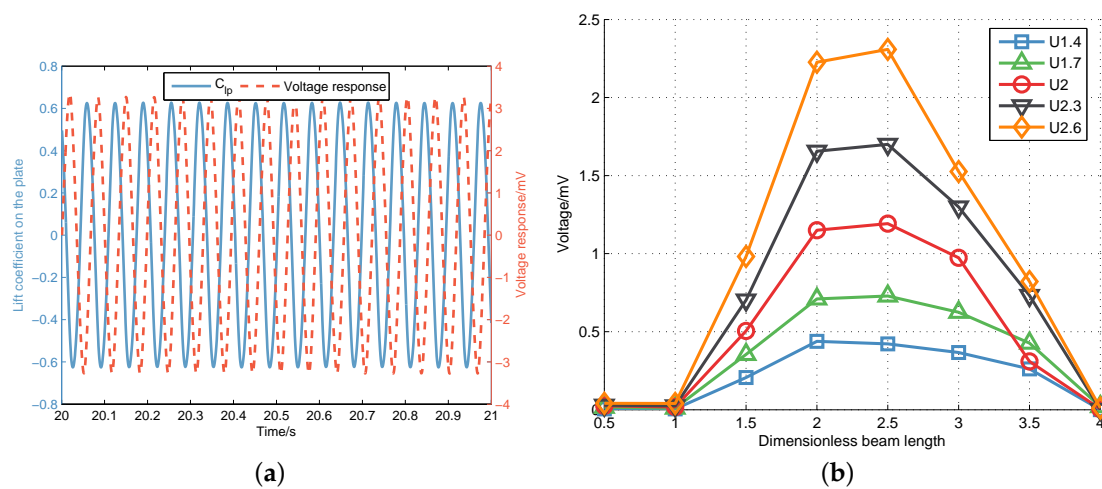 C_lp Voltage response
0.8
0.6
0.4
0.2
0
−0.2
−0.4
−0.6
−0.8
Lift coefficient on the plate
4
3
2
1
0
−1
−2
−3
−4
Voltage response/mV
20 20.1 20.2 20.3 20.4 20.5 20.6 20.7 20.8 20.9 21
Time/s
(a)
2.5
2
2.5
1.5
1
0.5
0
Voltage/mV
U1.4
U1.7
U2
U2.3
U2.6
0.5 1 1.5 2 2.5 3 3.5 4
Dimensionless beam length
(b)